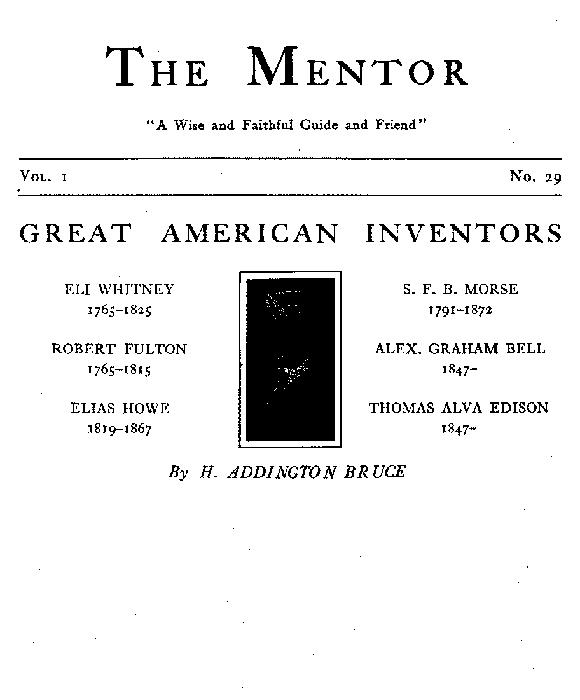 THE MENTOR
"A Wise and Faithful Guide and Friend"
VOL. 1 No. 29
GREAT AMERICAN INVENTORS
ELI WHITNEY
1765–1825
ROBERT FULTON
1765–1815
ELIAS HOWE
1819–1867
S. F. B. MORSE
1791–1872
ALEX. GRAHAM BELL
1847–
THOMAS ALVA EDISON
1847–
By H. ADDINGTON BRUCE